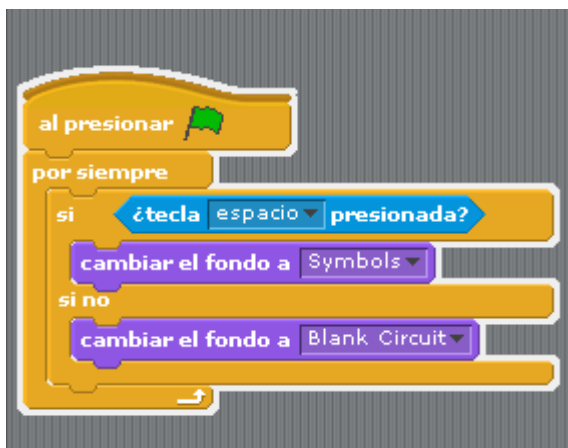 al presionar
por siempre
si ¿tecla espacio presionada?
cambiar el fondo a Symbols
si no
cambiar el fondo a Blank Circuit